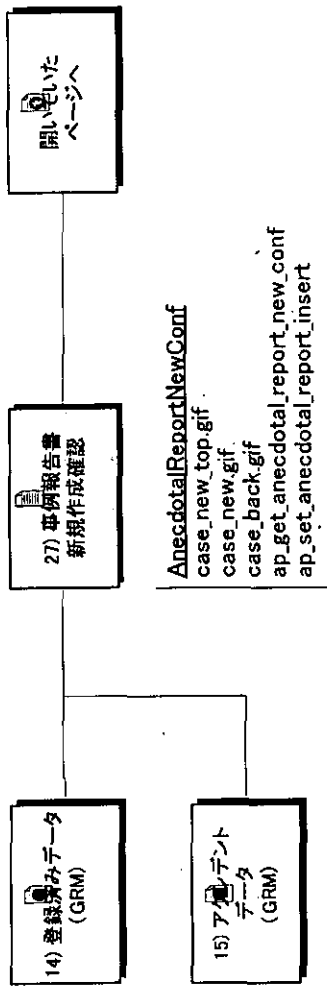 14) 登録済みデータ
(GRM)
15) アクシデント
データ
(GRM)
27) 事例報告書
新規作成確認
AnecdotalReportNewConf
case_new_top.gif
case_new.gif
case_back.gif
ap_get_anecdotal_report_new_conf
ap_set_anecdotal_report_insert
開いていた
ページへ